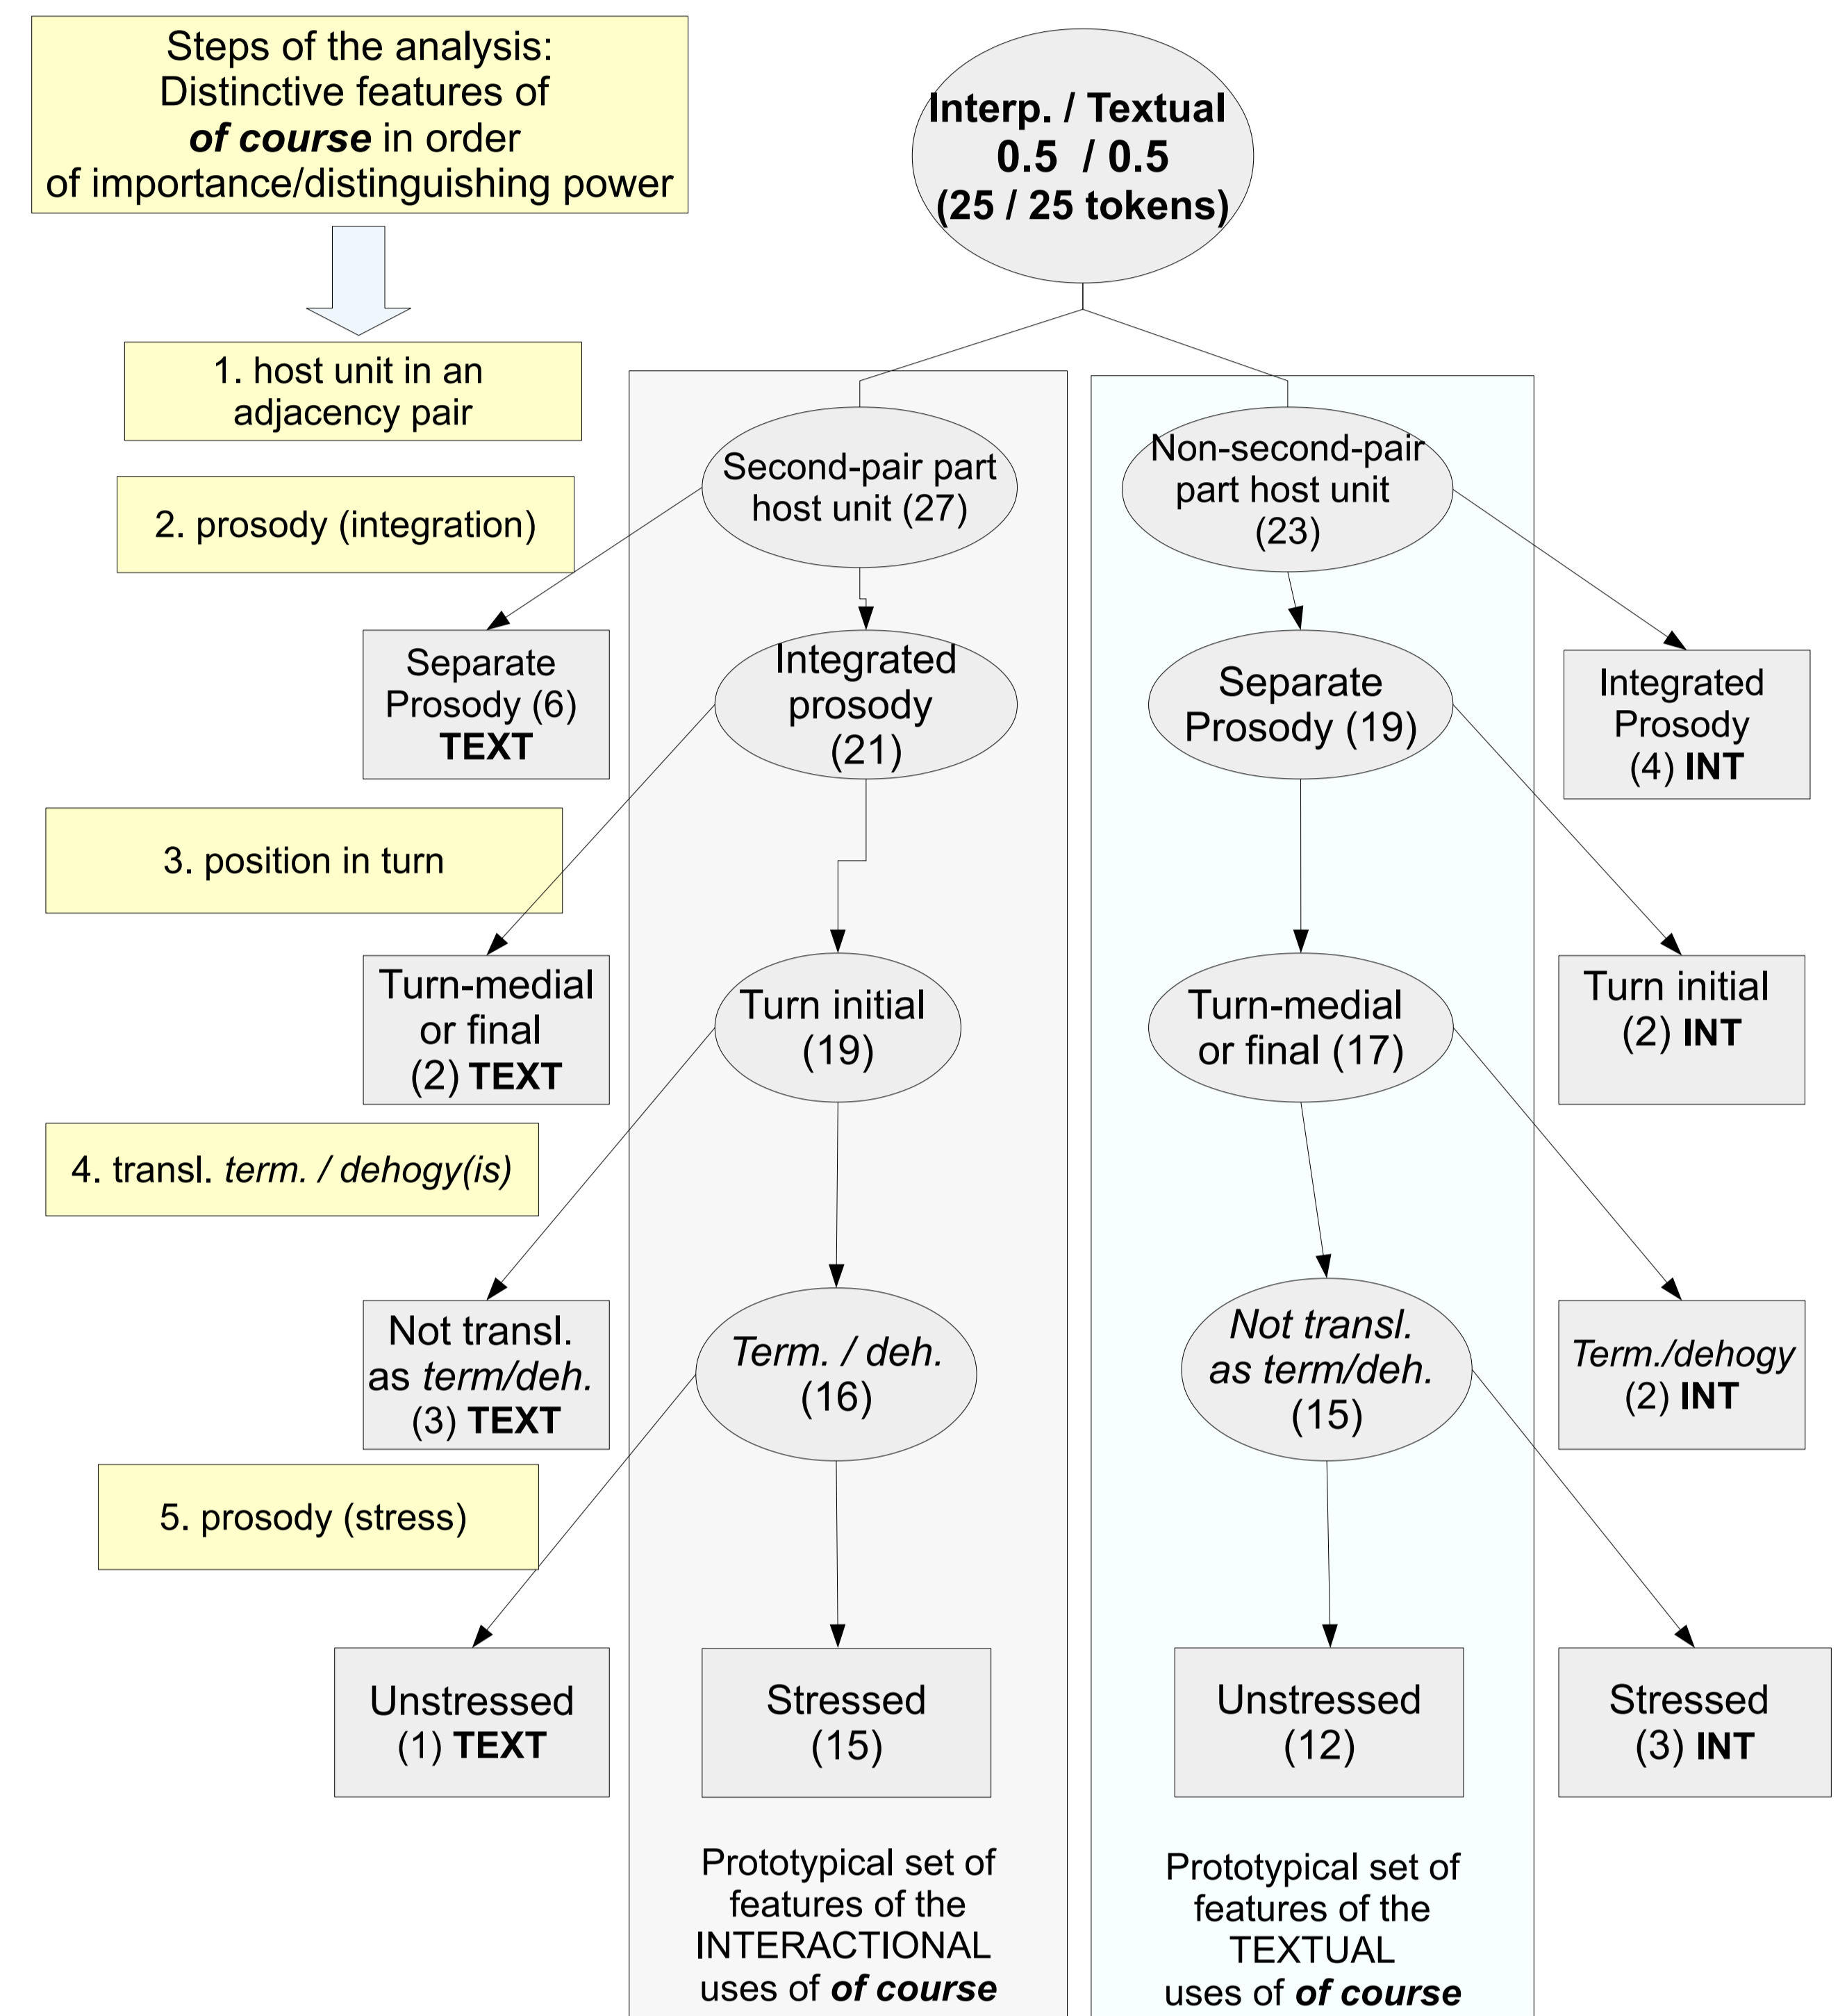 Steps of the analysis:
Distinctive features of
of course in order
of importance/distinguishing power
Interp. / Textual
0.5 / 0.5
(25 / 25 tokens)
1. host unit in an
adjacency pair
Second-pair part
host unit (27)
Non-second-pair
part host unit
(23)
2. prosody (integration)
Separate
Prosody (6)
TEXT
Integrated
prosody
(21)
Separate
Prosody (19)
Integrated
Prosody
(4) INT
3. position in turn
Turn-medial
or final
(2) TEXT
Turn initial
(19)
Turn-medial
or final (17)
Turn initial
(2) INT
4. transl. term. / dehogy(is)
Not transl.
as term/deh.
(3) TEXT
Term. / deh.
(16)
Not transl.
as term/deh.
(15)
Term./dehogy
(2) INT
5. prosody (stress)
Unstressed
(1) TEXT
Stressed
(15)
Unstressed
(12)
Stressed
(3) INT
Prototypical set of
features of the
INTERACTIONAL
uses of of course
Prototypical set of
features of the
TEXTUAL
uses of of course